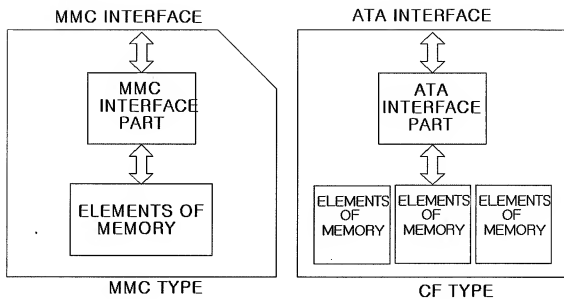 MMC INTERFACE
MMC
INTERFACE
PART
ELEMENTS OF
MEMORY
MMC TYPE
ATA INTERFACE
ATA
INTERFACE
PART
ELEMENTS
OF
MEMORY
ELEMENTS
OF
MEMORY
ELEMENTS
OF
MEMORY
CF TYPE